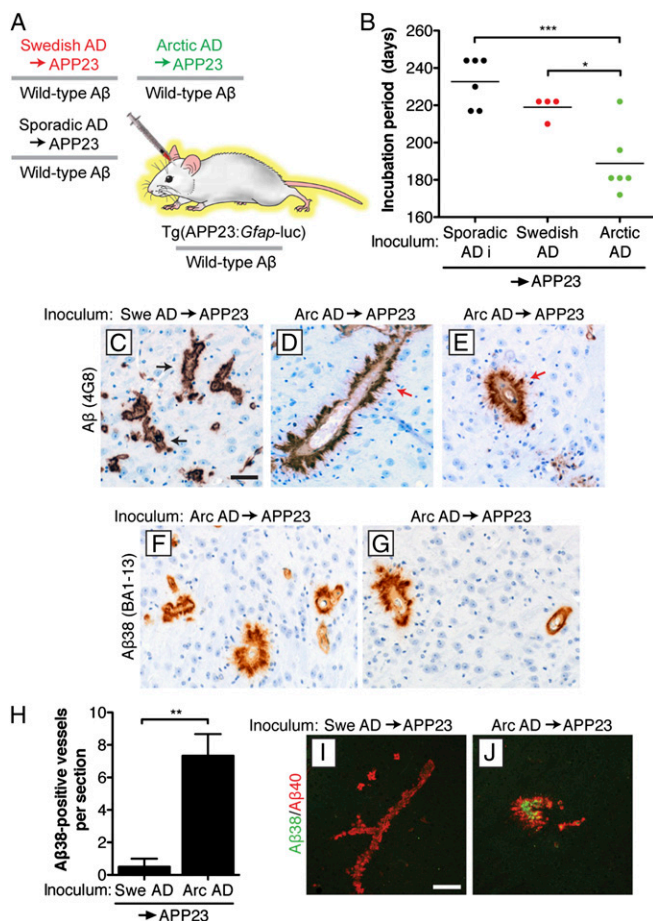 A
Swedish AD
→ APP23
Wild-type Aβ
Arctic AD
→ APP23
Wild-type Aβ
Sporadic AD
→ APP23
Wild-type Aβ
Tg(APP23:Gfap-luc)
Wild-type Aβ
B
Incubation period (days)
240
220
200
180
160
***
*
Inoculum: Sporadic AD i
Swedish AD
Arctic AD
→ APP23
Inoculum: Swe AD → APP23
Arc AD → APP23
Arc AD → APP23
Aβ (4G8)
C
D
E
Inoculum: Arc AD → APP23
Arc AD → APP23
Aβ38 (BA1-13)
F
G
H
Aβ38-positive vessels
per section
10
8
6
4
2
0
**
Inoculum: Swe AD Arc AD
→ APP23
Inoculum: Swe AD → APP23
Arc AD → APP23
Aβ38/Aβ40
I
J